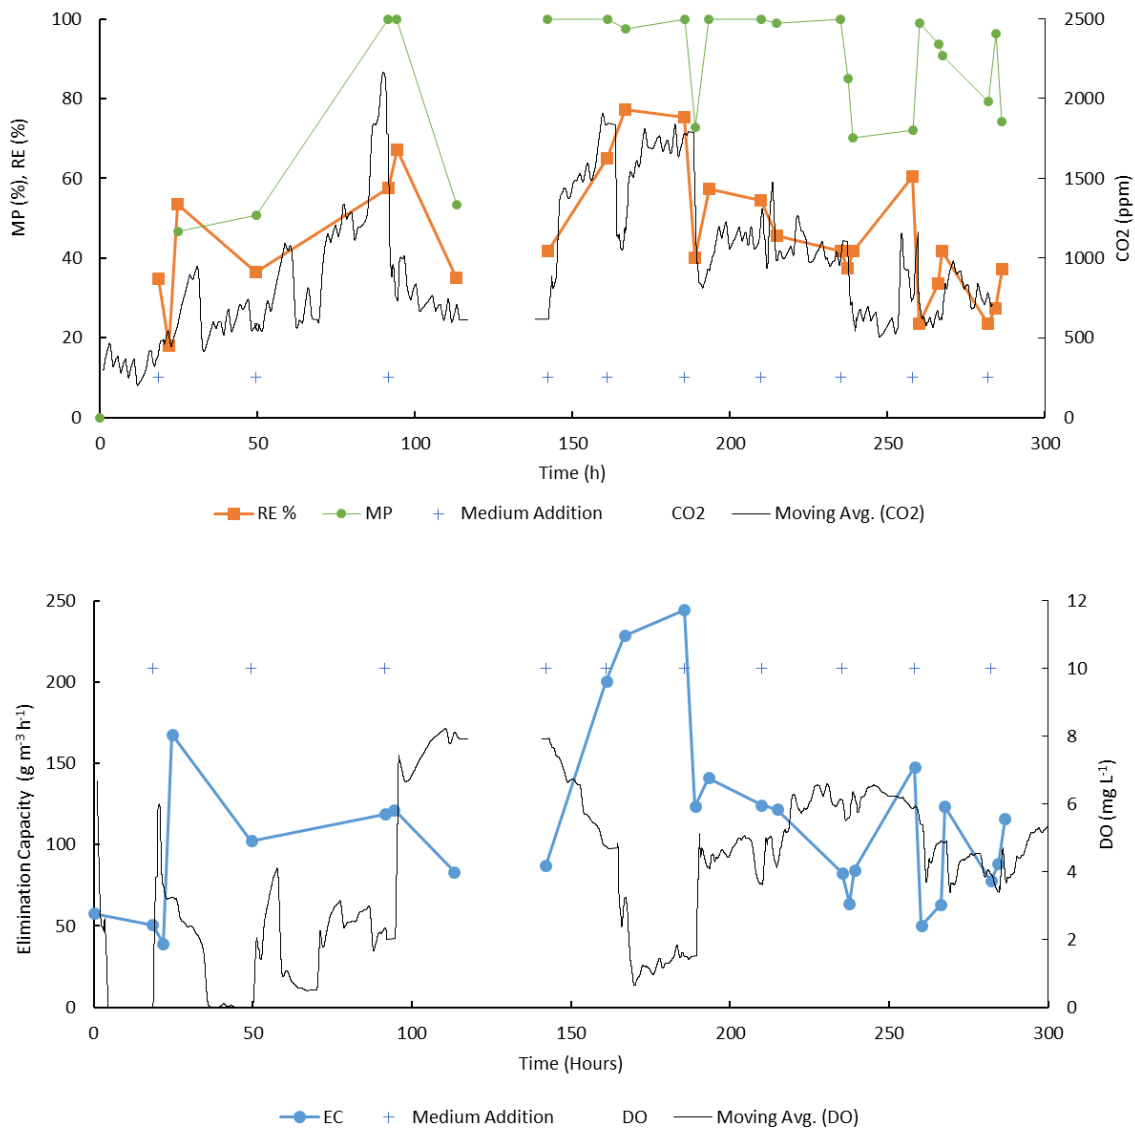 MP (%), RE (%)
100
80
60
40
20
0
2500
2000
1500
1000
500
0
CO2 (ppm)
0 50 100 150 200 250 300
Time (h)
RE % MP Medium Addition CO2 Moving Avg. (CO2)
Elimination Capacity (g m-3 h-1)
250
200
150
100
50
0
12
10
8
6
4
2
0
DO (mg L-1)
0 50 100 150 200 250 300
Time (Hours)
EC Medium Addition DO Moving Avg. (DO)